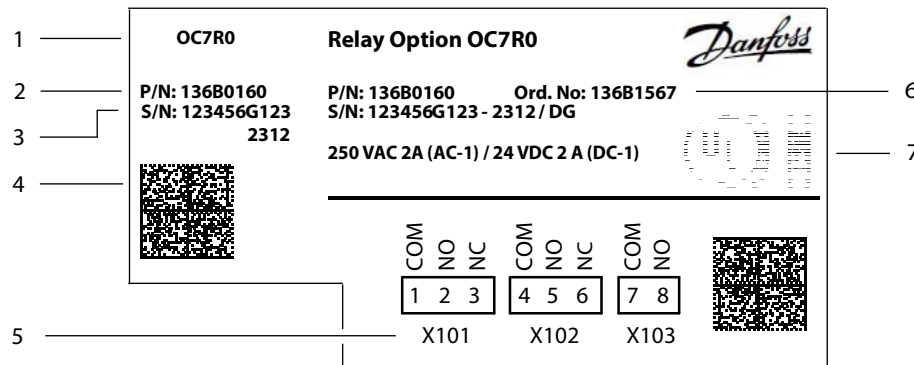 1
OC7R0
Relay Option OC7R0
Danfoss
2
P/N: 136B0160
P/N: 136B0160
Ord. No: 136B1567
6
3
S/N: 123456G123
S/N: 123456G123 - 2312 / DG
2312
250 VAC 2A (AC-1) / 24 VDC 2 A (DC-1)
7
4
COM NO NC
COM NO NC
COM NO
1 2 3
4 5 6
7 8
5
X101
X102
X103